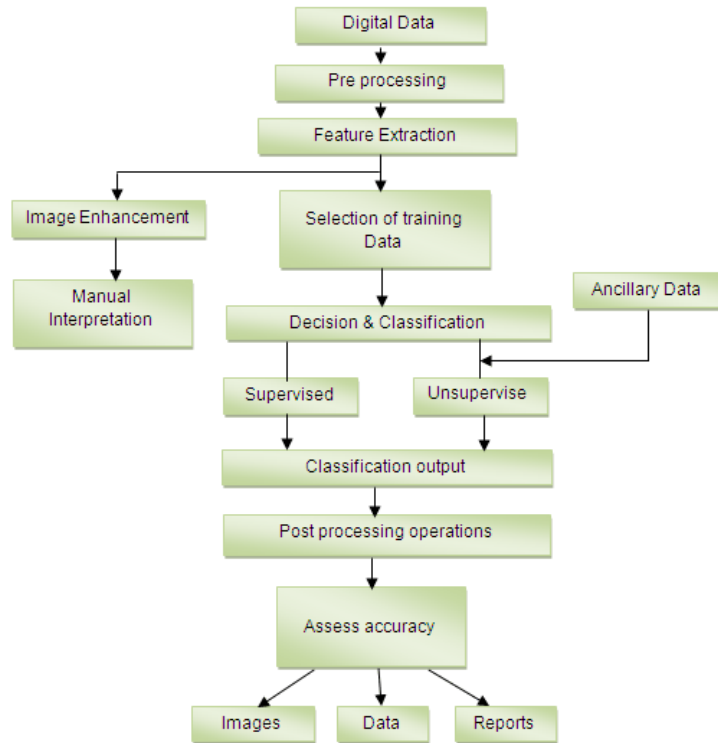 Digital Data
Pre processing
Feature Extraction
Image Enhancement
Selection of training
Data
Manual
Interpretation
Ancillary Data
Decision & Classification
Supervised
Unsupervise
Classification output
Post processing operations
Assess accuracy
Images
Data
Reports